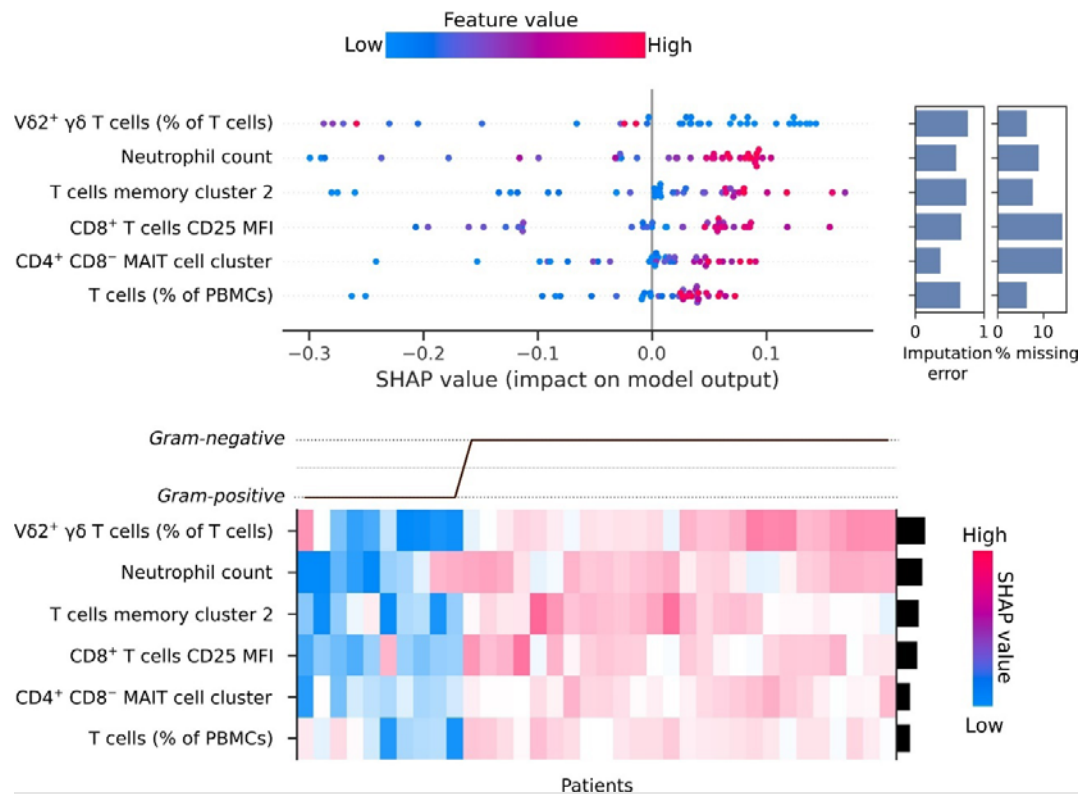 Feature value
Low High
Vδ2⁺ γδ T cells (% of T cells)
Neutrophil count
T cells memory cluster 2
CD8⁺ T cells CD25 MFI
CD4⁺ CD8⁻ MAIT cell cluster
T cells (% of PBMCs)
−0.3 −0.2 −0.1 0.0 0.1
SHAP value (impact on model output)
0 1 0 10
Imputation % missing
error
Gram-negative
Gram-positive
Vδ2⁺ γδ T cells (% of T cells)
Neutrophil count
T cells memory cluster 2
CD8⁺ T cells CD25 MFI
CD4⁺ CD8⁻ MAIT cell cluster
T cells (% of PBMCs)
Patients
High
SHAP value
Low